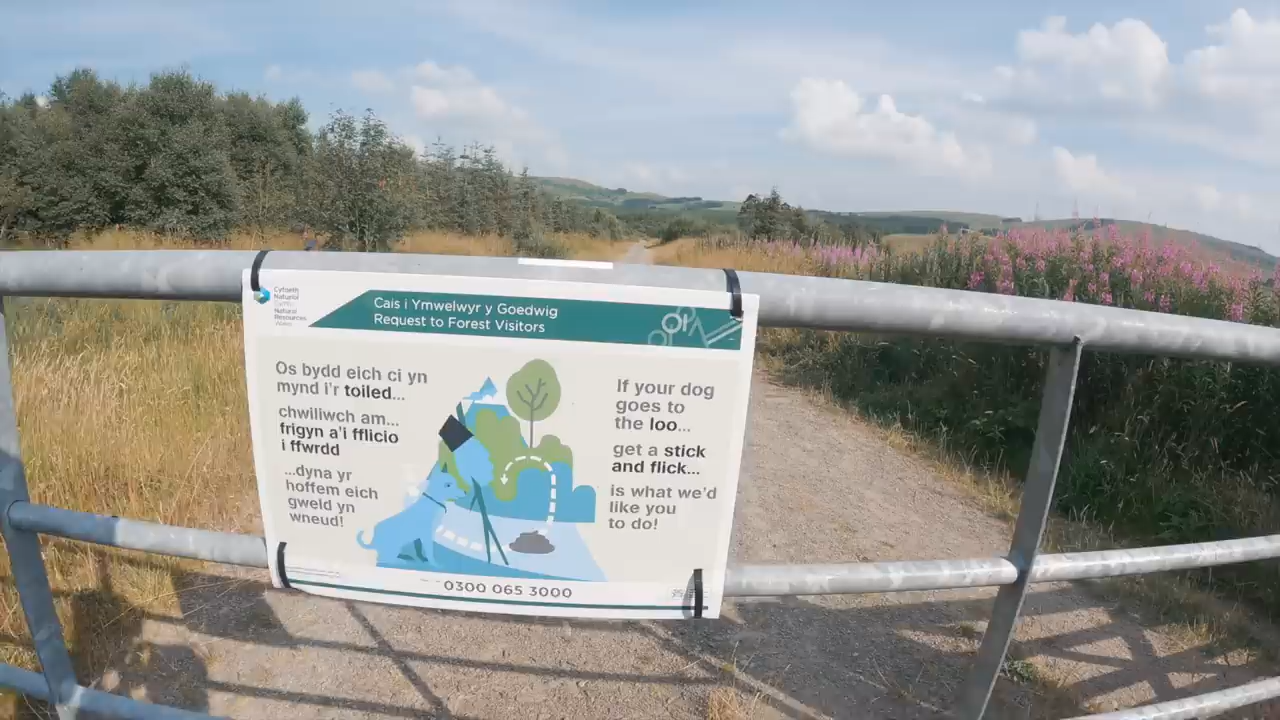 Cyfoeth
Naturiol
Cymru
Natural
Resources
Wales
Cais i Ymwelwyr y Goedwig
Request to Forest Visitors
Os bydd eich ci yn
mynd i'r toiled...
chwiliwch am...
frigyn a'i fflicio
i ffwrdd
...dyna yr
hoffem eich
gweld yn
wneud!
If your dog
goes to
the loo...
get a stick
and flick...
is what we'd
like you
to do!
0300 065 3000